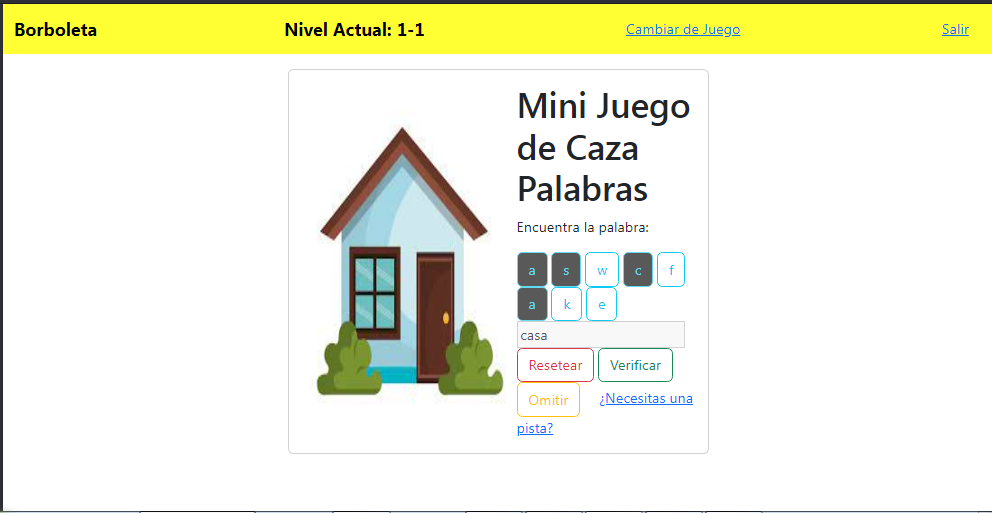 Borboleta Nivel Actual: 1-1 Cambiar de Juego Salir
Mini Juego
de Caza
Palabras
Encuentra la palabra:
a s w c f
a k e
casa
Resetear Verificar
Omitir ¿Necesitas una
pista?